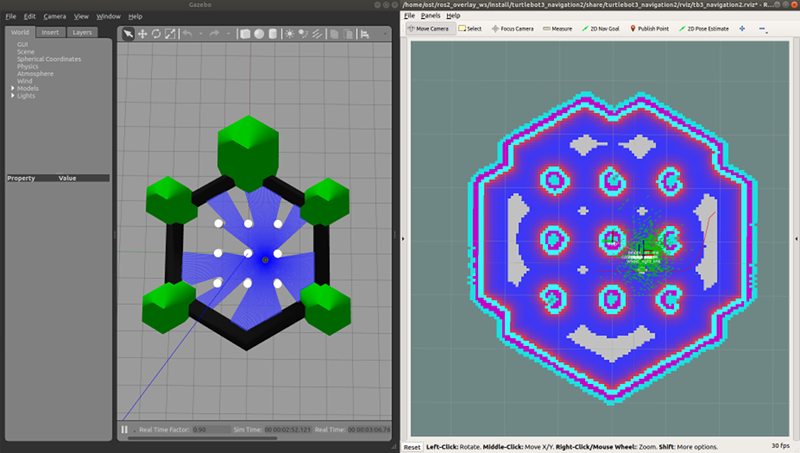 Gazebo
File Edit Camera View Window Help
World Insert Layers
GUI
Scene
Spherical Coordinates
Physics
Atmosphere
Wind
Models
Lights
Property Value
Real Time Factor: 0.90 Sim Time: 00 00:02:52.121 Real Time: 00 00:03:06.76
/home/ost/ros2_overlay_ws/install/turtlebot3_navigation2/share/turtlebot3_navigation2/rviz/tb3_navigation2.rviz* - R...
File Panels Help
Move Camera Select Focus Camera Measure 2D Nav Goal Publish Point 2D Pose Estimate
Reset Left-Click: Rotate. Middle-Click: Move X/Y. Right-Click/Mouse Wheel:: Zoom. Shift: More options. 30 fps